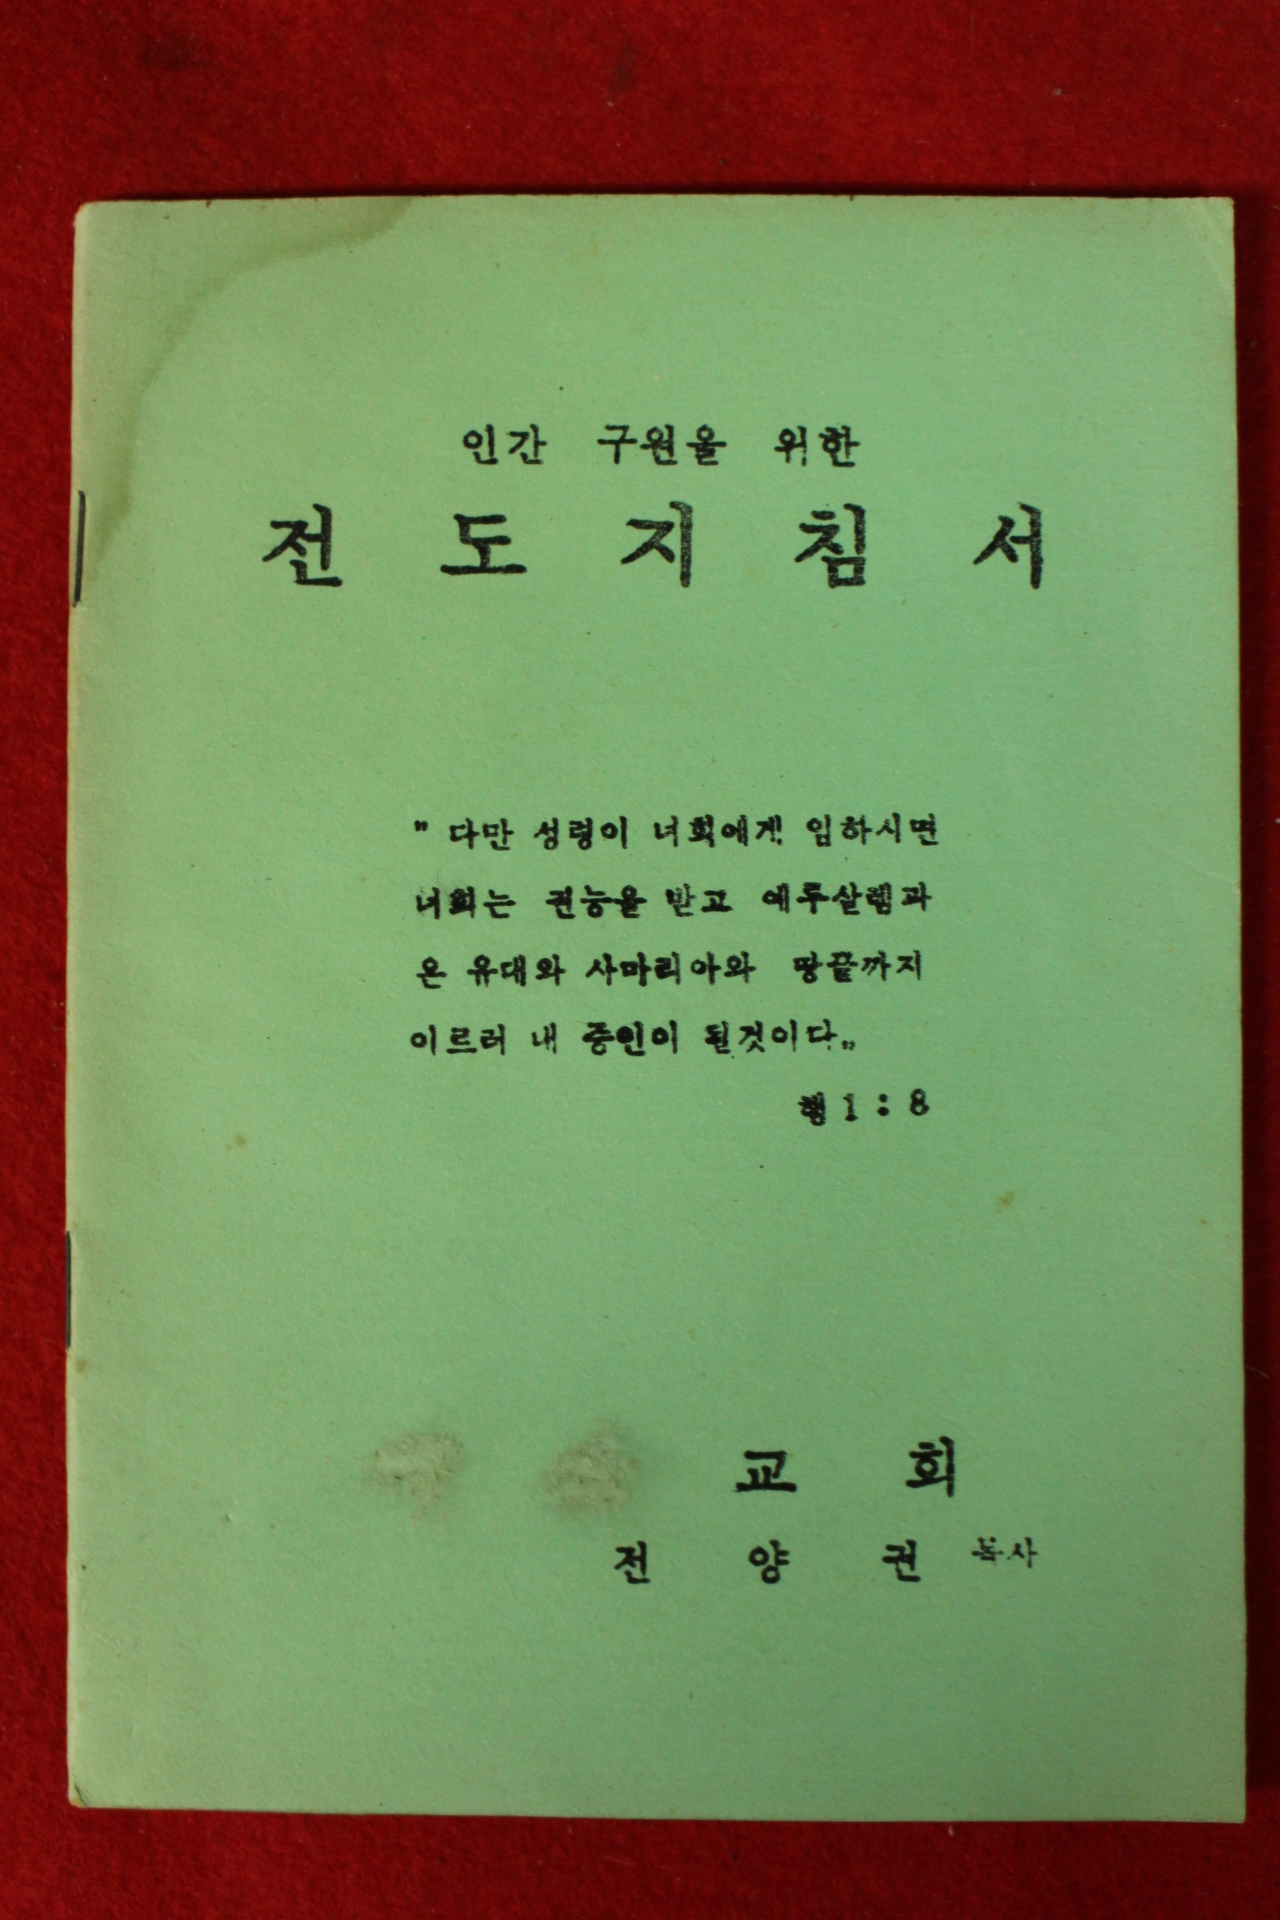 인간 구원을 위한
전 도 지 침 서
" 다만 성령이 너희에게 임하시면
너희는 권능을 받고 예루살렘과
온 유대와 사마리아와 땅끝까지
이르러 내 증인이 될것이다„
행 1 : 8
교 회
전 양 권 목사